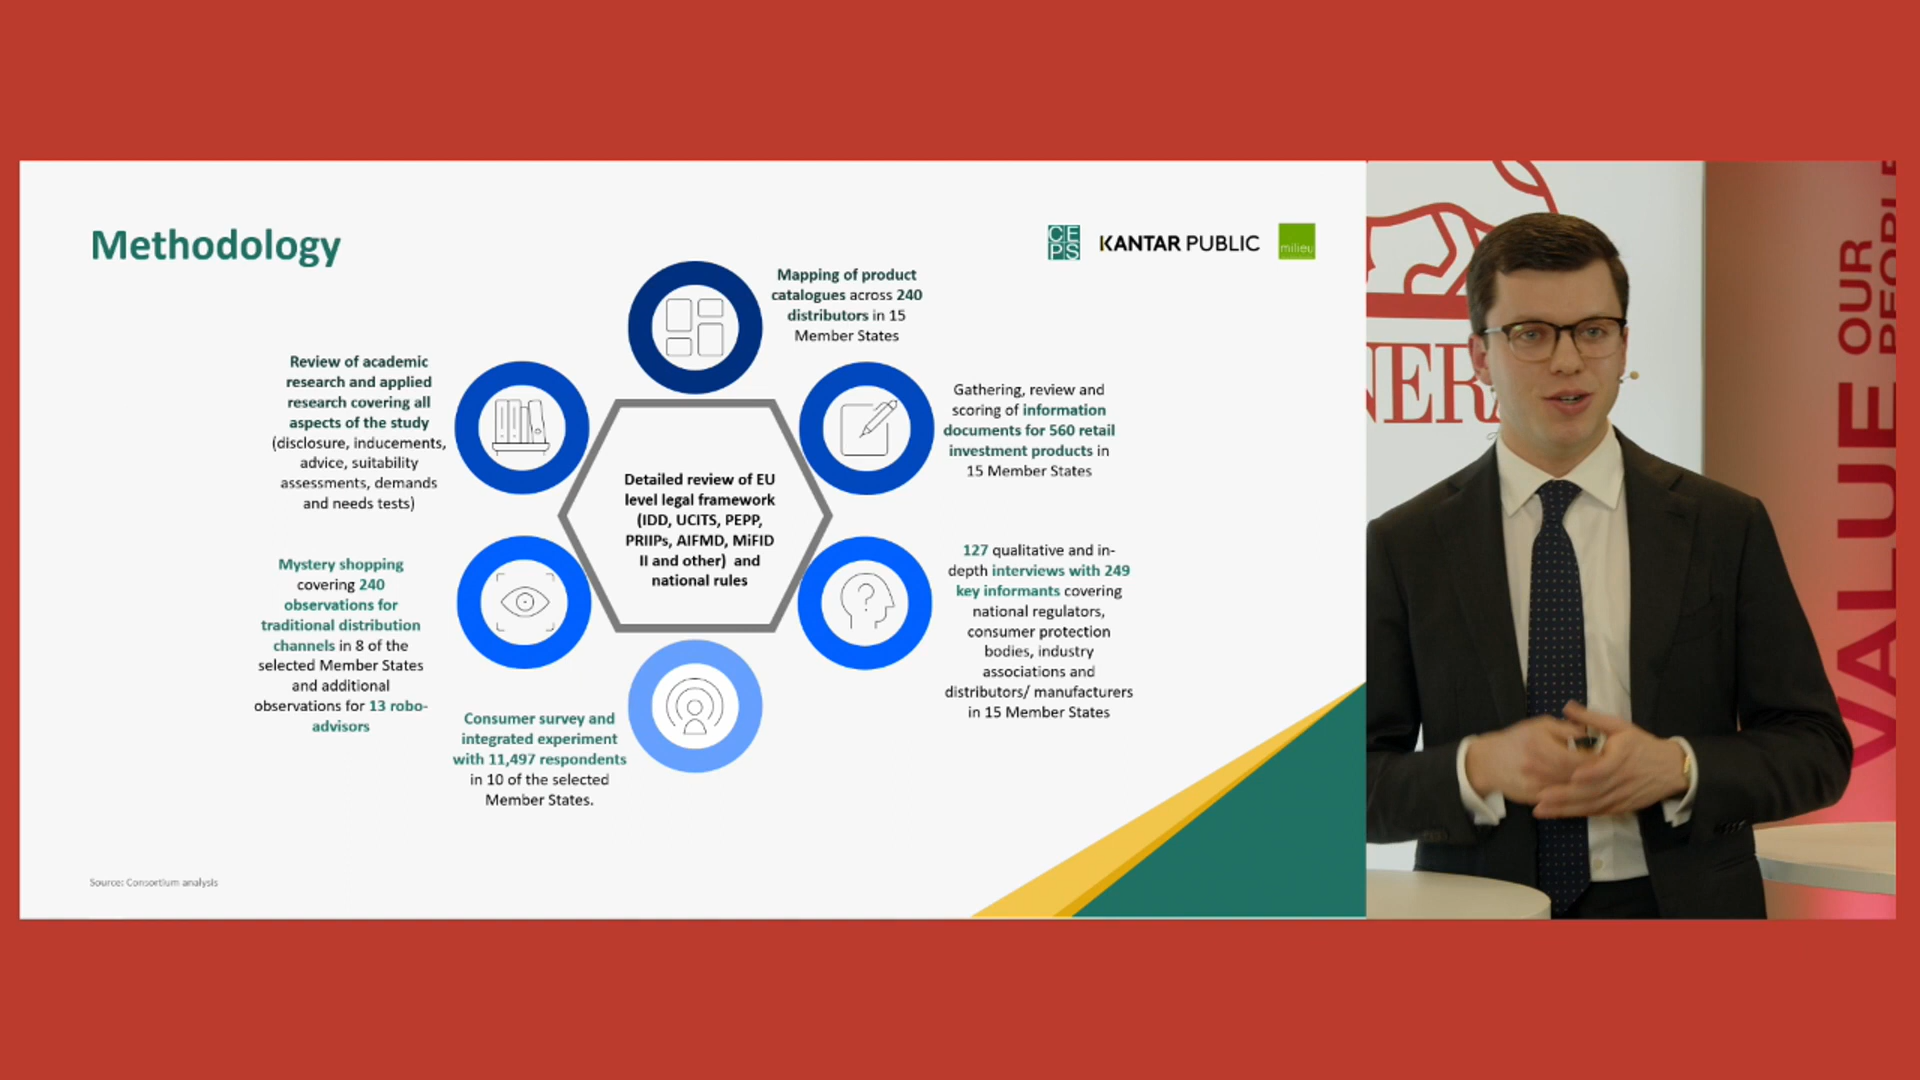 Methodology
CE
PS
KANTAR PUBLIC
milieu
Mapping of product
catalogues across 240
distributors in 15
Member States
Review of academic
research and applied
research covering all
aspects of the study
(disclosure, inducements,
advice, suitability
assessments, demands
and needs tests)
Gathering, review and
scoring of information
documents for 560 retail
investment products in
15 Member States
Detailed review of EU
level legal framework
(IDD, UCITS, PEPP,
PRIIPs, AIFMD, MiFID
II and other) and
national rules
Mystery shopping
covering 240
observations for
traditional distribution
channels in 8 of the
selected Member States
and additional
observations for 13 robo-
advisors
127 qualitative and in-
depth interviews with 249
key informants covering
national regulators,
consumer protection
bodies, industry
associations and
distributors/ manufacturers
in 15 Member States
Consumer survey and
integrated experiment
with 11,497 respondents
in 10 of the selected
Member States.
Source: Consortium analysis
NERA
VALUE OUR
PEOPLE